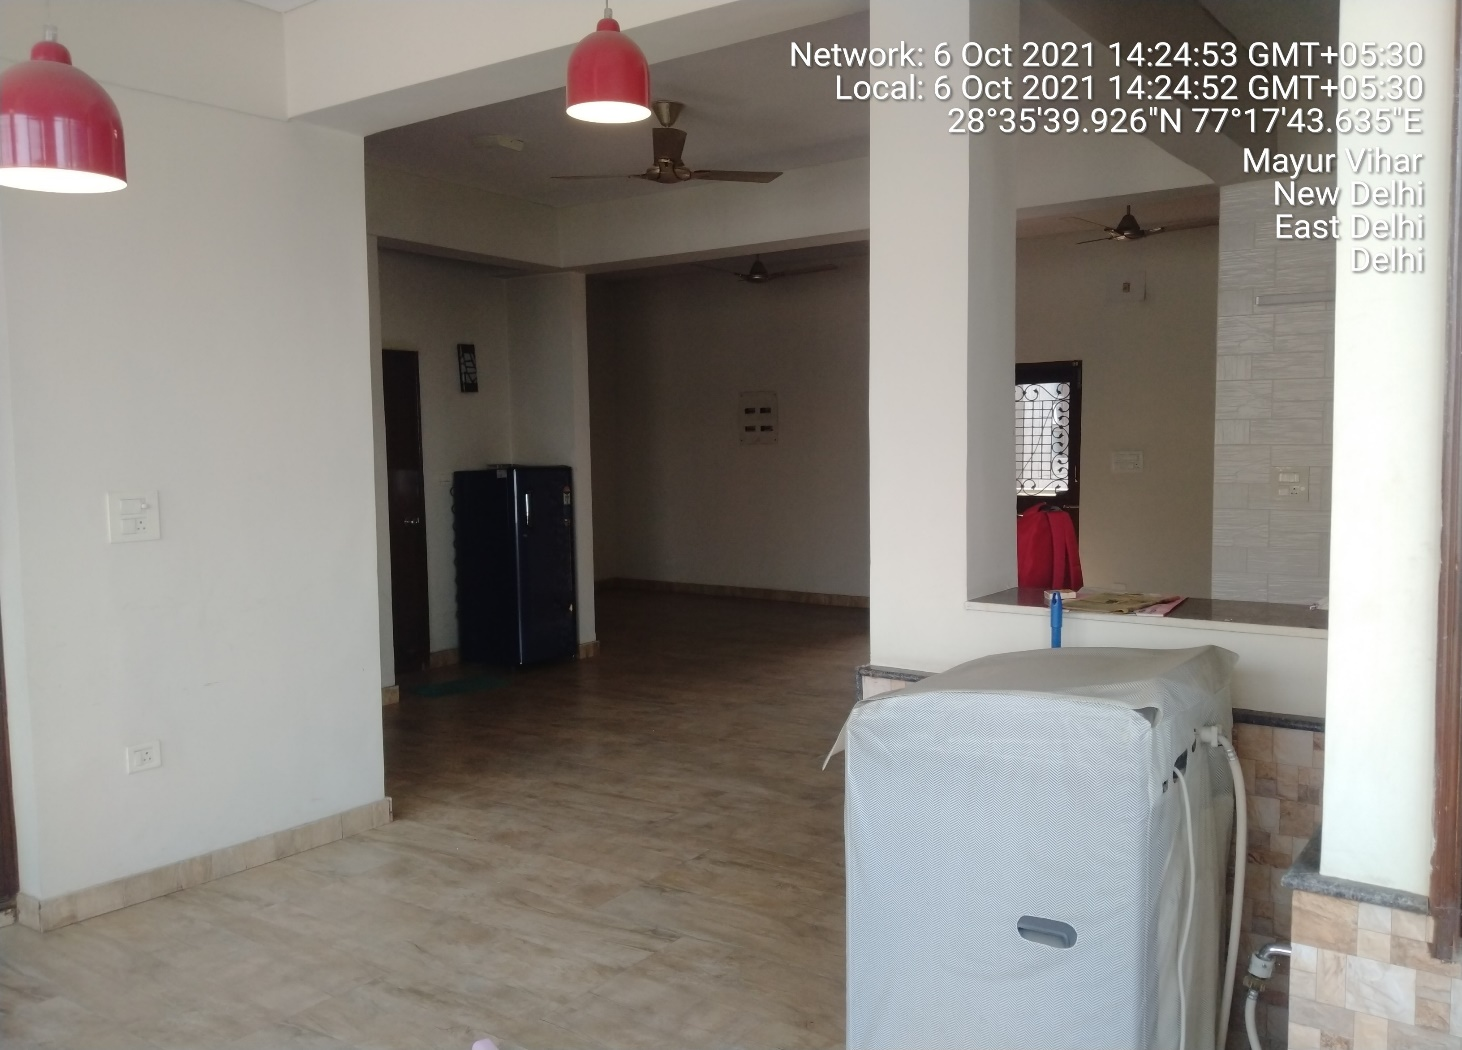 Network: 6 Oct 2021 14:24:53 GMT+05:30
Local: 6 Oct 2021 14:24:52 GMT+05:30
28°35'39.926"N 77°17'43.635"E
Mayur Vihar
New Delhi
East Delhi
Delhi